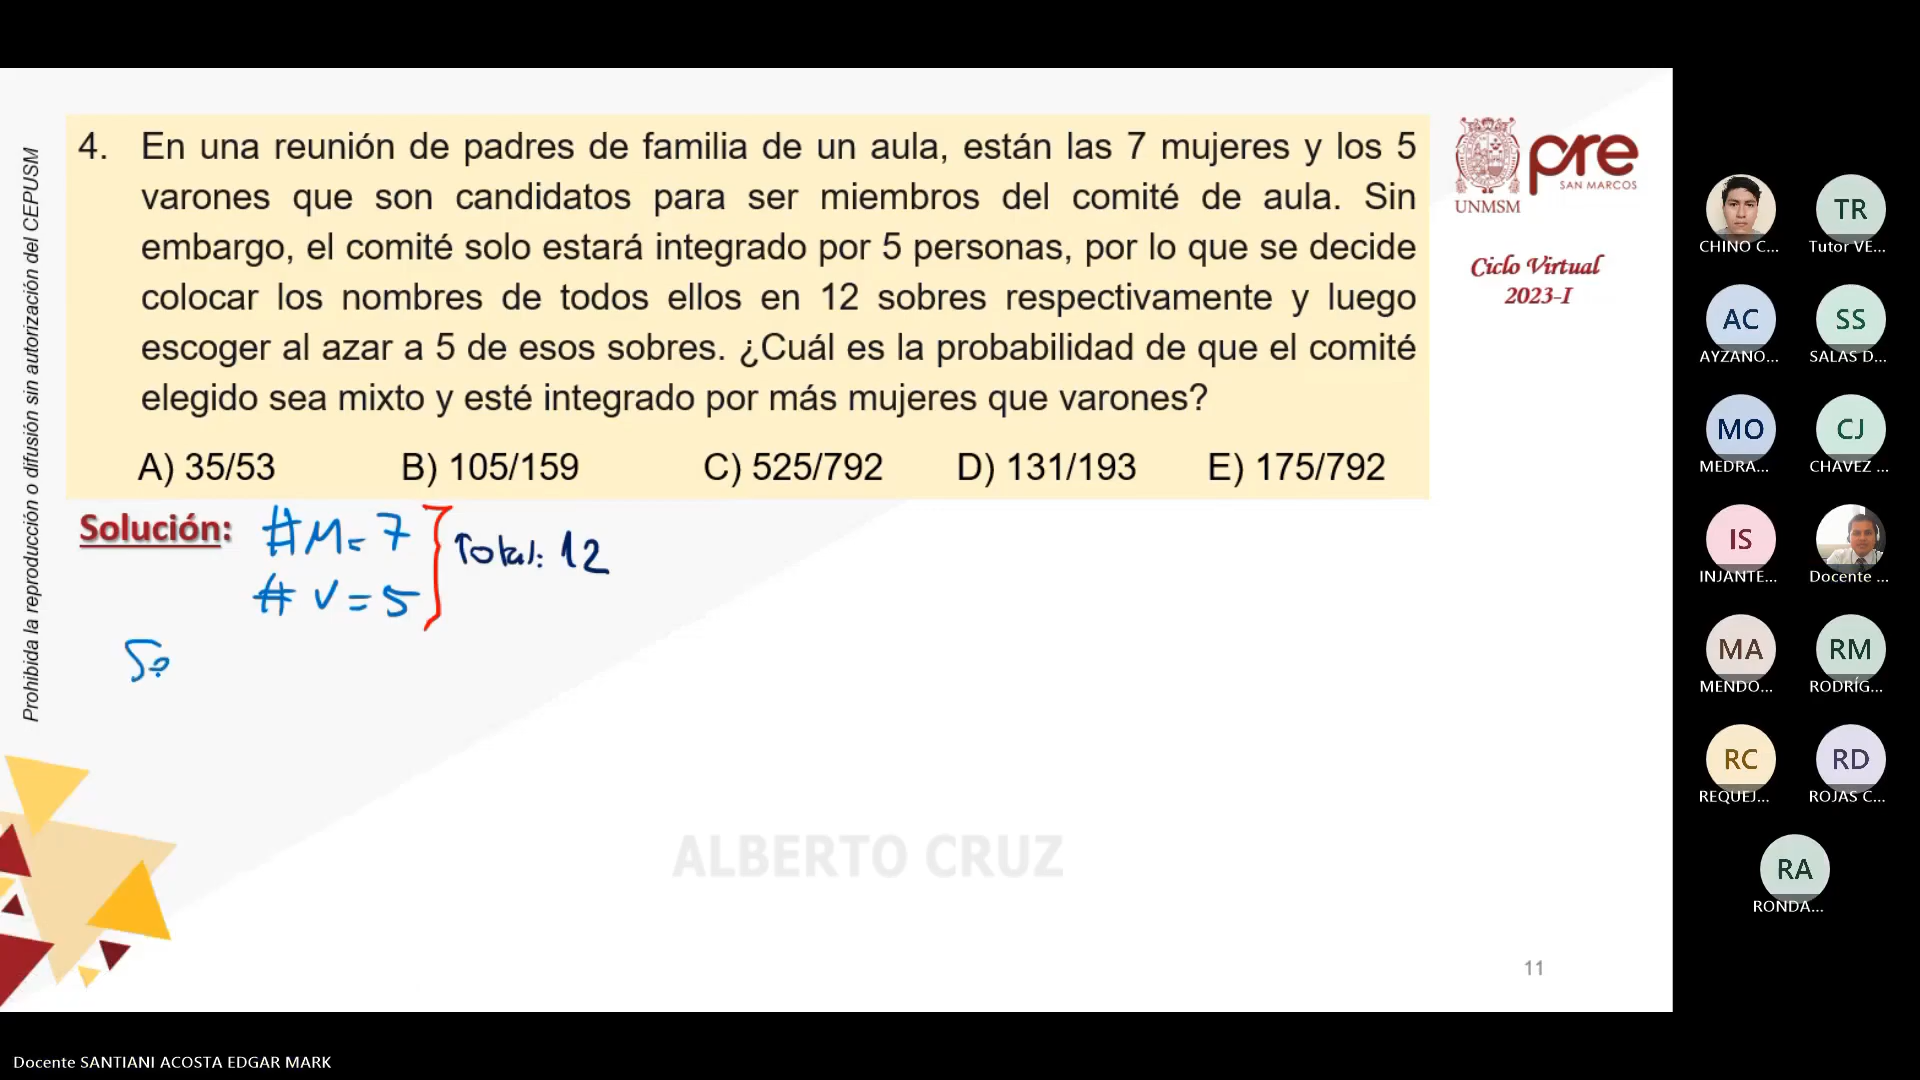 Prohibida la reproducción o difusión sin autorización del CEPUSM
4. En una reunión de padres de familia de un aula, están las 7 mujeres y los 5
varones que son candidatos para ser miembros del comité de aula. Sin
embargo, el comité solo estará integrado por 5 personas, por lo que se decide
colocar los nombres de todos ellos en 12 sobres respectivamente y luego
escoger al azar a 5 de esos sobres. ¿Cuál es la probabilidad de que el comité
elegido sea mixto y esté integrado por más mujeres que varones?
A) 35/53 B) 105/159 C) 525/792 D) 131/193 E) 175/792
UNMSM
pre
SAN MARCOS
Ciclo Virtual
2023-I
Solución: #M= 7
# V = 5
Total: 12
ALBERTO CRUZ
11
CHINO C...
TR
Tutor VE...
AC
AYZANO...
SS
SALAS D...
MO
MEDRA...
CJ
CHAVEZ ...
IS
INJANTE...
Docente ...
MA
MENDO...
RM
RODRÍG...
RC
REQUEJ...
RD
ROJAS C...
RA
RONDA...
Docente SANTIANI ACOSTA EDGAR MARK